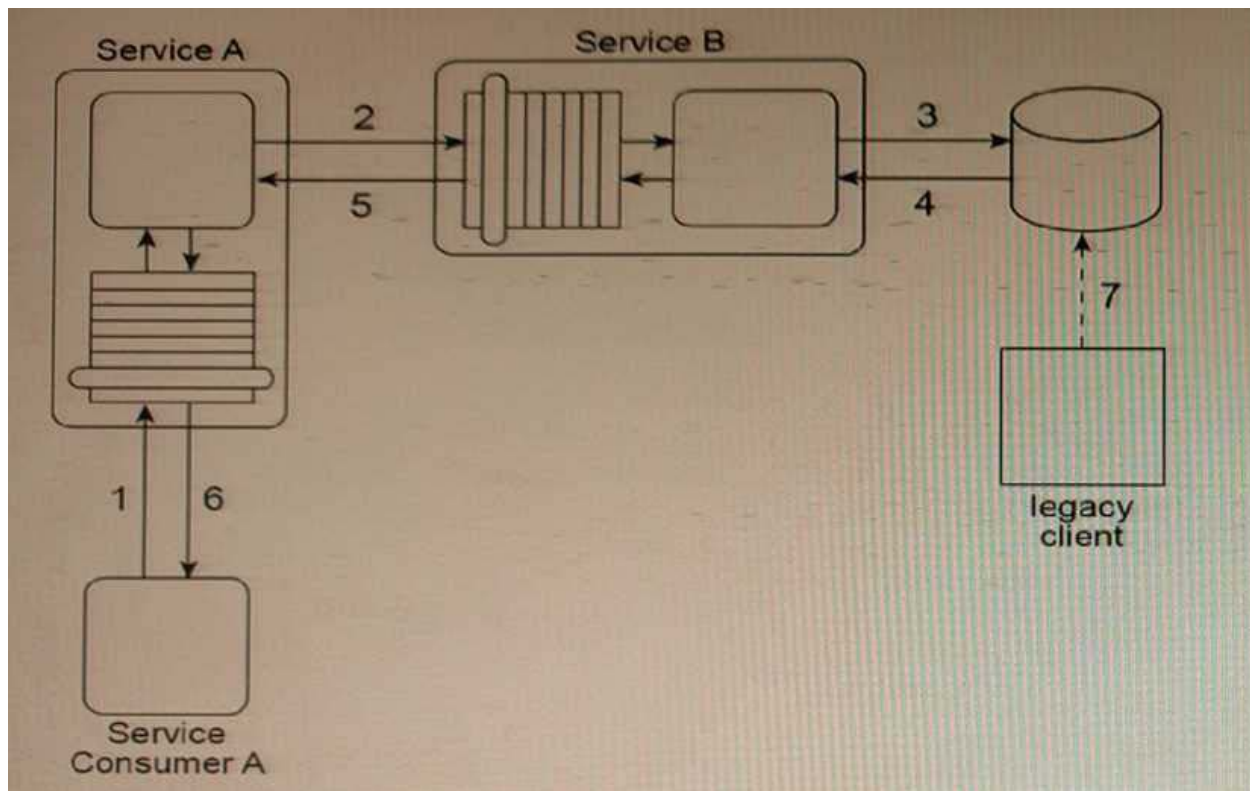 Service A
Service B
2
3
5
4
7
1
6
legacy
client
Service
Consumer A